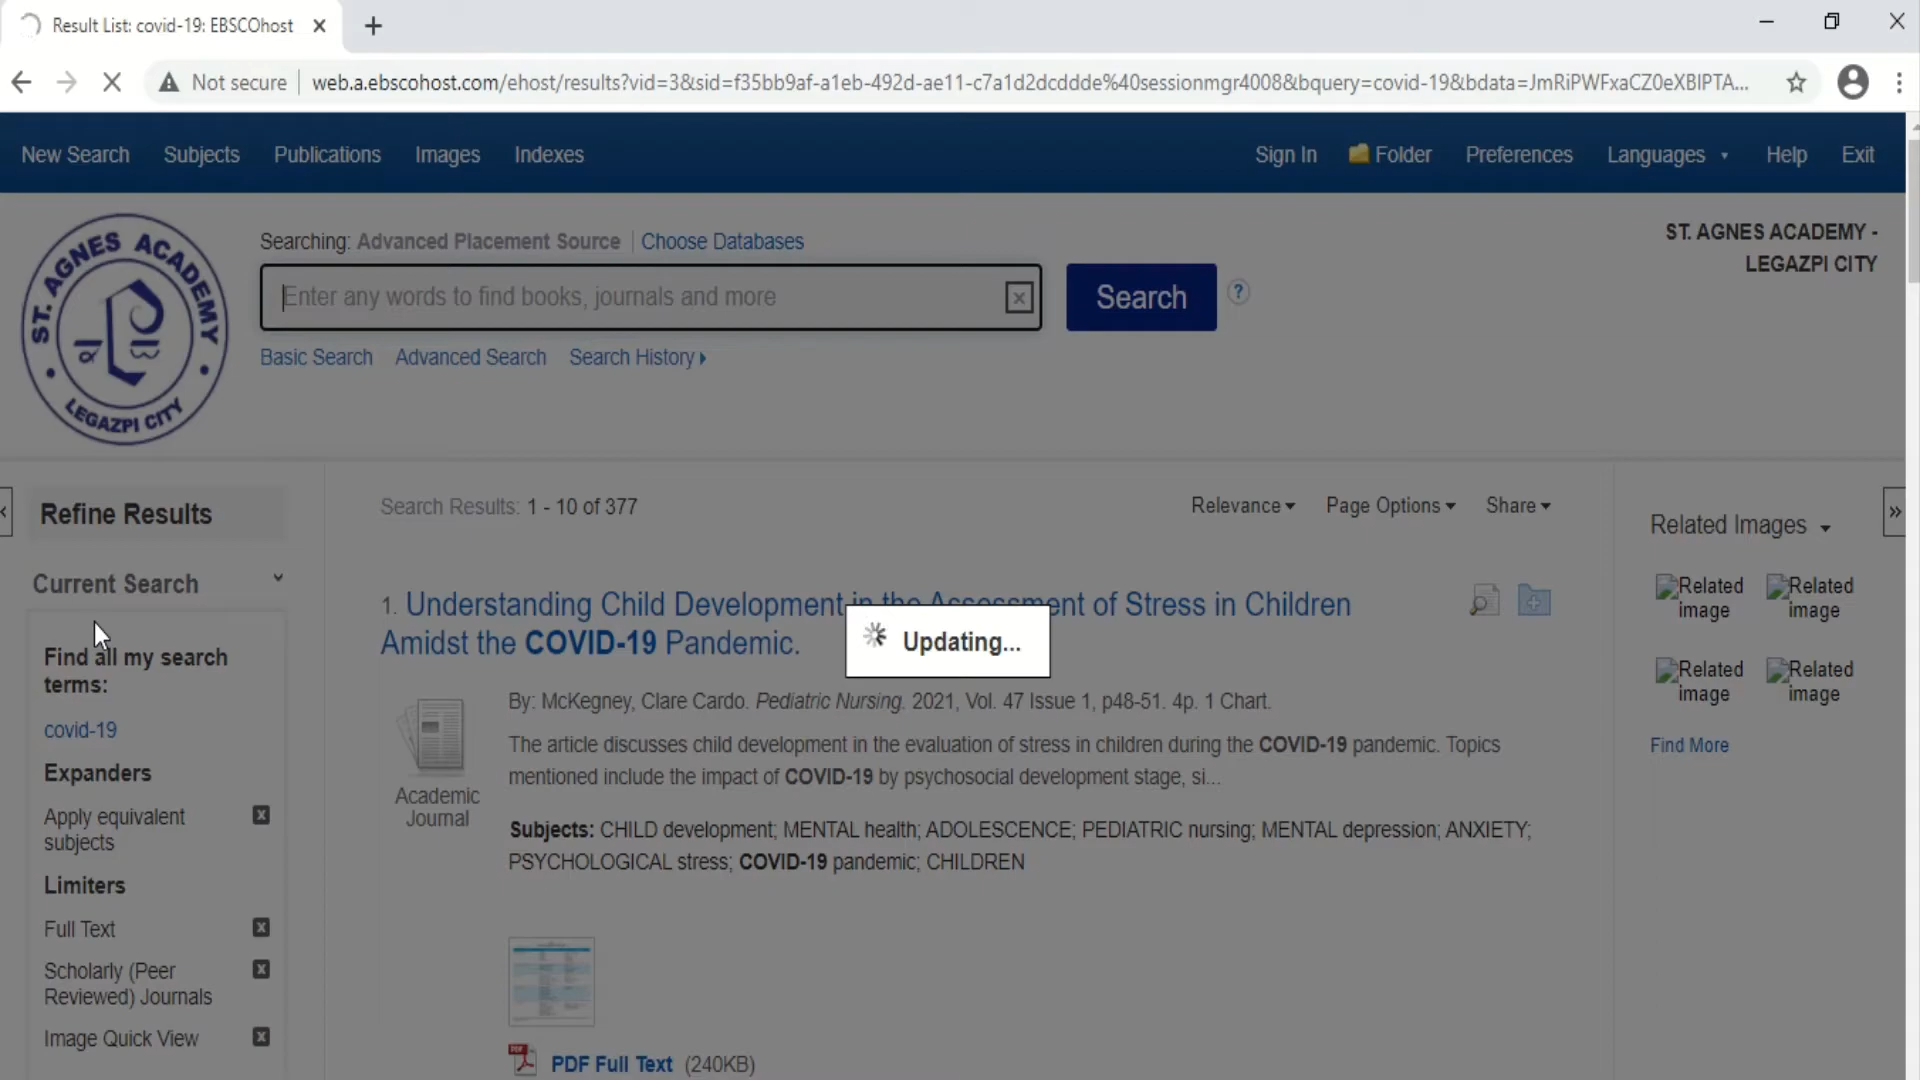 Result List: covid-19: EBSCOhost
Not secure
web.a.ebscohost.com/ehost/results?vid=3&sid=f35bb9af-a1eb-492d-ae11-c7a1d2dcddde%40sessionmgr4008&bquery=covid-19&bdata=JmRiPWFxaCZ0eXBlPTA...
New Search Subjects Publications Images Indexes
Sign In Folder Preferences Languages Help Exit
ST. AGNES ACADEMY
LEGAZPI CITY
Searching: Advanced Placement Source Choose Databases
Enter any words to find books, journals and more
Search
?
Basic Search Advanced Search Search History
ST. AGNES ACADEMY -
LEGAZPI CITY
Refine Results
Current Search
Find all my search
terms:
covid-19
Expanders
Apply equivalent
subjects
Limiters
Full Text
Scholarly (Peer
Reviewed) Journals
Image Quick View
Search Results: 1 - 10 of 377
Relevance Page Options Share
1. Understanding Child Development in the Assessment of Stress in Children
Amidst the COVID-19 Pandemic.
Updating...
By: McKegney, Clare Cardo. Pediatric Nursing. 2021, Vol. 47 Issue 1, p48-51. 4p. 1 Chart.
The article discusses child development in the evaluation of stress in children during the COVID-19 pandemic. Topics
mentioned include the impact of COVID-19 by psychosocial development stage, si...
Academic
Journal
Subjects: CHILD development; MENTAL health; ADOLESCENCE; PEDIATRIC nursing; MENTAL depression; ANXIETY;
PSYCHOLOGICAL stress; COVID-19 pandemic; CHILDREN
PDF
PDF Full Text (240KB)
Related Images
Related
image
Related
image
Related
image
Related
image
Find More